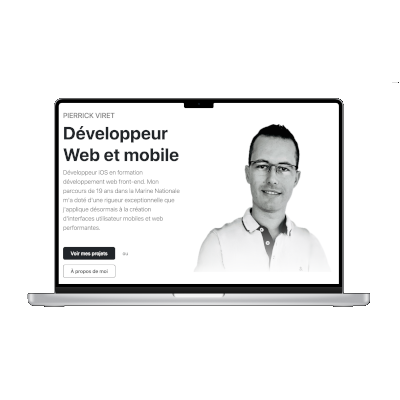 PIERRICK VIRET
Développeur
Web et mobile
Développeur iOS en formation
développement web front-end. Mon
parcours de 19 ans dans la Marine Nationale
m'a doté d'une rigueur exceptionnelle que
j'applique désormais à la création
d'interfaces utilisateur mobiles et web
performantes.
Voir mes projets
ou
À propos de moi